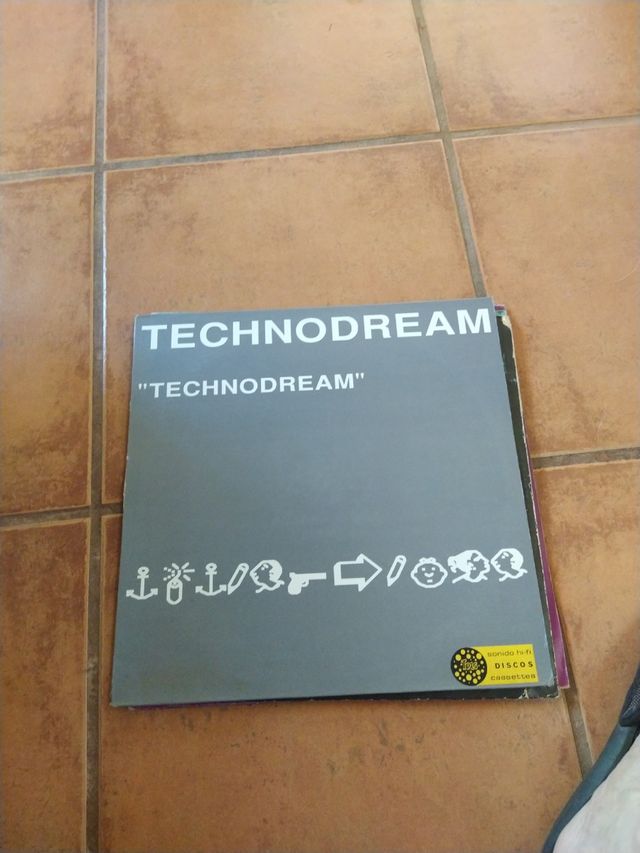 TECHNODREAM
"TECHNODREAM"
sonido hi-fi
DISCOS
cassettes